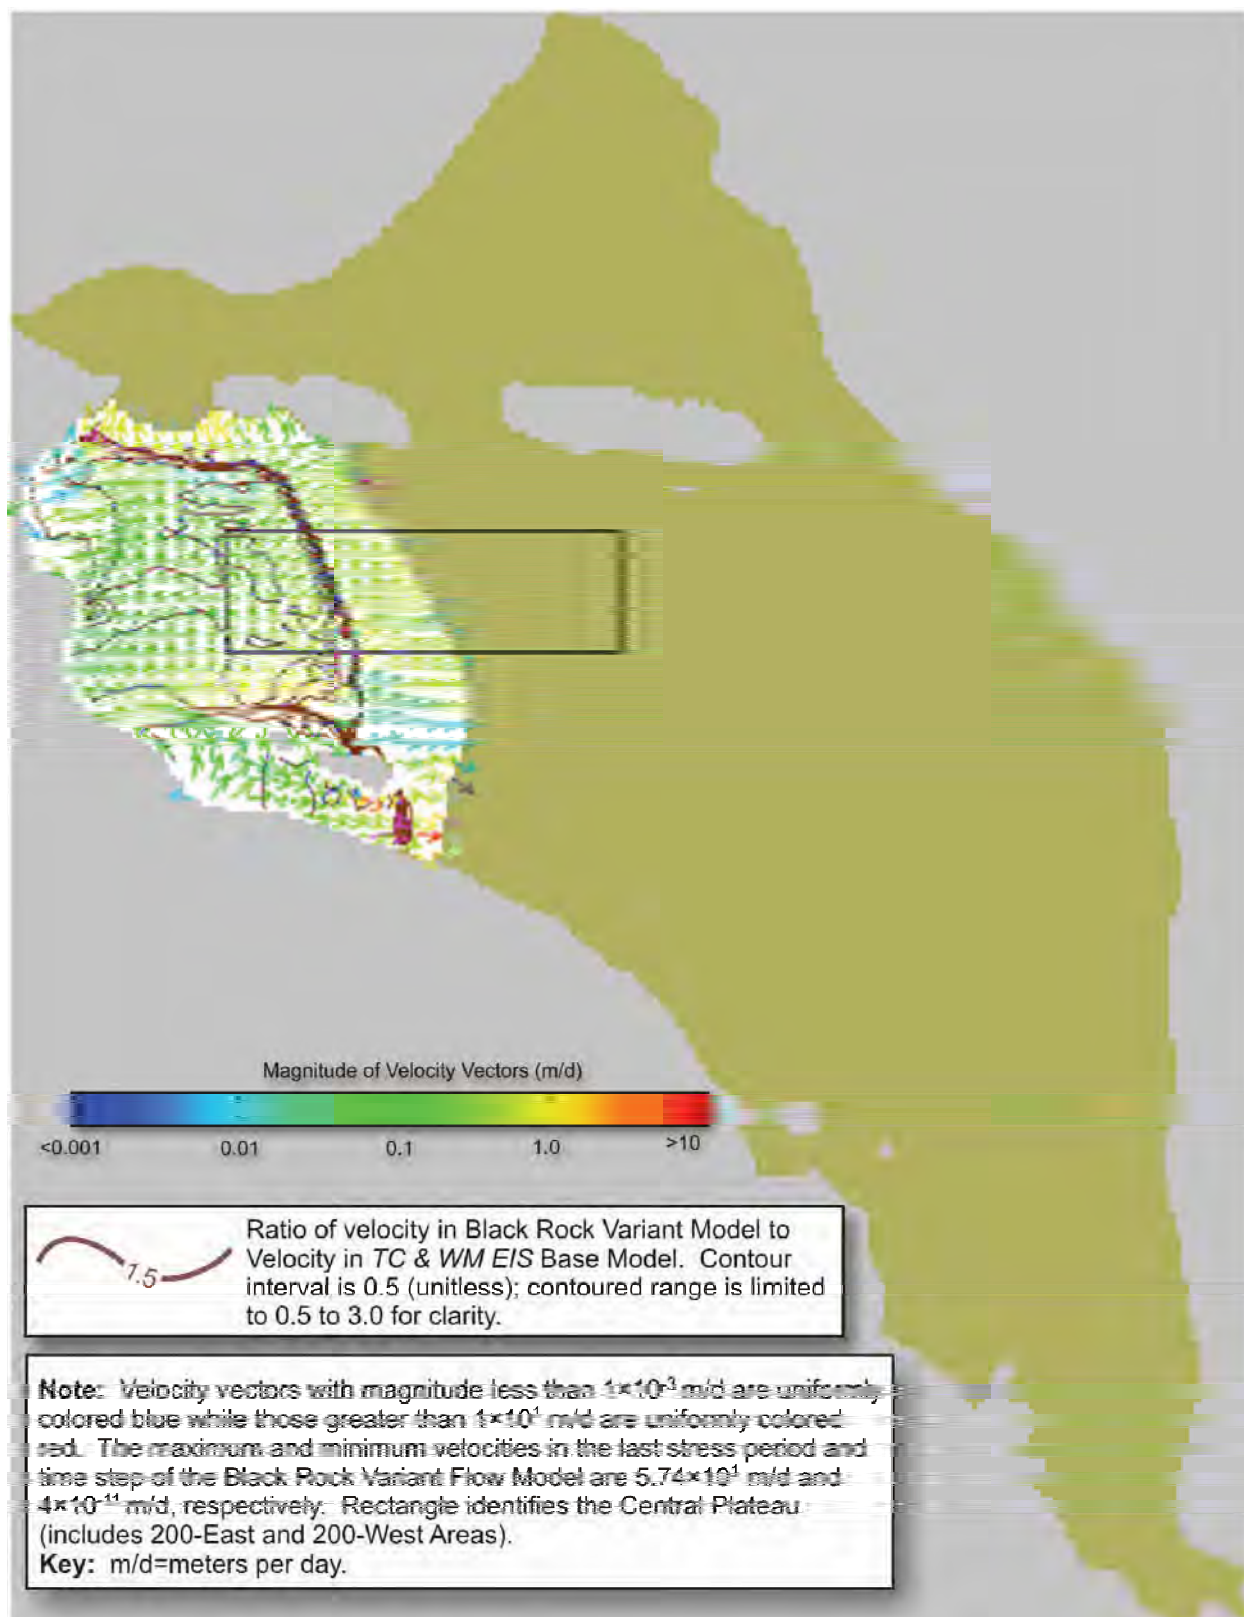 Magnitude of Velocity Vectors (m/d)
<0.001 0.01 0.1 1.0 >10
1.5
Ratio of velocity in Black Rock Variant Model to
Velocity in TC & WM EIS Base Model. Contour
interval is 0.5 (unitless); contoured range is limited
to 0.5 to 3.0 for clarity.
Note: Velocity vectors with magnitude less than 1×10⁻³ m/d are uniformly
colored blue while those greater than 1×10¹ m/d are uniformly colored
red. The maximum and minimum velocities in the last stress period and
time step of the Black Rock Variant Flow Model are 5.74×10¹ m/d and
4×10⁻¹¹ m/d, respectively. Rectangle identifies the Central Plateau
(includes 200-East and 200-West Areas).
Key: m/d=meters per day.